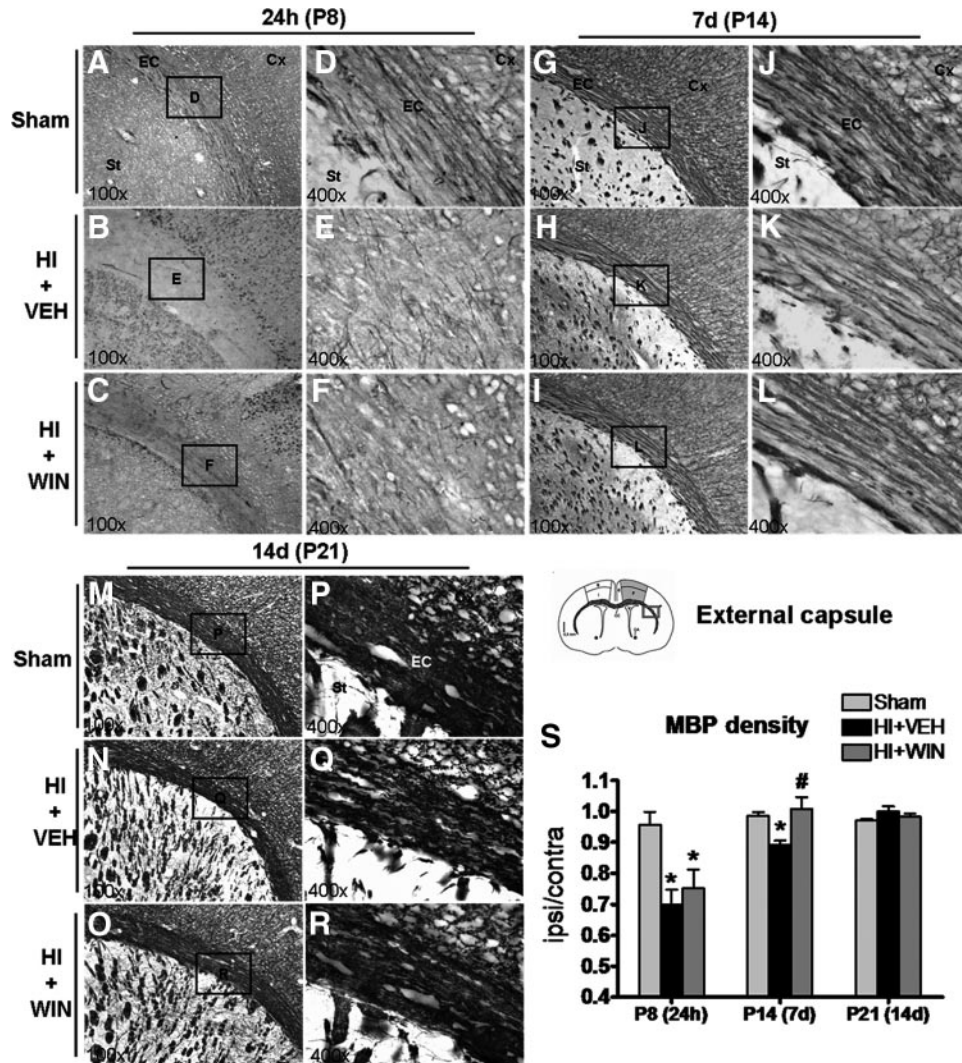 24h (P8)
7d (P14)
Sham
A
EC
Cx
D
St
100x
D
Cx
EC
St
400x
G
EC
Cx
J
St
100x
J
Cx
EC
St
400x
HI
+
VEH
B
E
100x
E
400x
H
K
100x
K
400x
HI
+
WIN
C
F
100x
F
400x
I
L
100x
L
400x
14d (P21)
Sham
M
P
100x
P
EC
St
400x
HI
+
VEH
N
Q
100x
Q
400x
HI
+
WIN
O
R
100x
R
400x
External capsule
S
MBP density
Sham
HI+VEH
HI+WIN
ipsi/contra
1.1
1.0
0.9
0.8
0.7
0.6
0.5
0.4
*
*
*
#
P8 (24h)
P14 (7d)
P21 (14d)